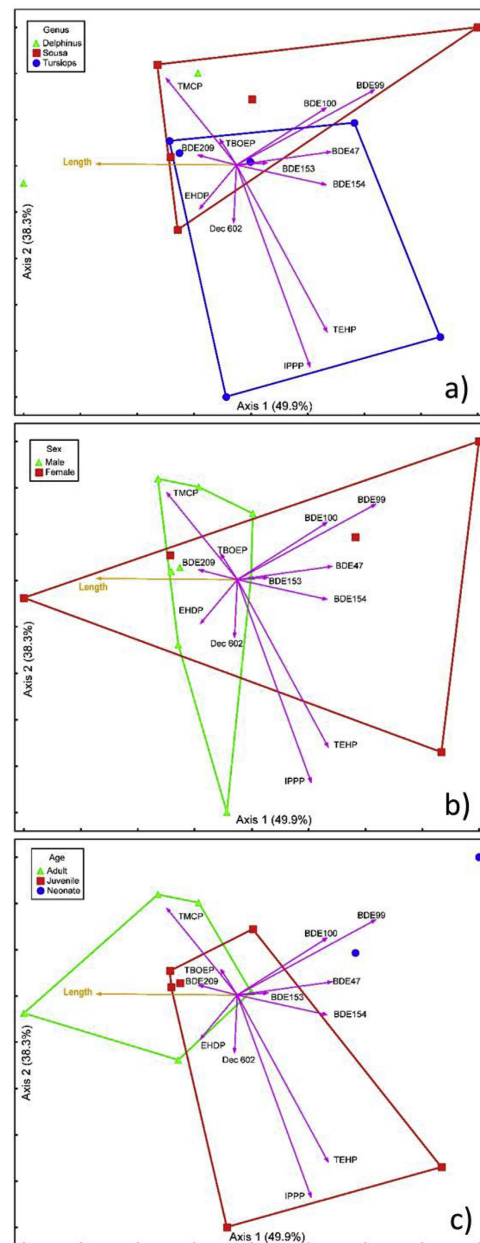 Genus
Delphinus
Sousa
Tursiops
TMCP
BDE99
BDE100
TBOEP
BDE209
BDE47
Length
BDE153
BDE154
EHDP
Dec 602
Axis 2 (38.3%)
TEHP
IPPP
Axis 1 (49.9%)
a)
Sex
Male
Female
TMCP
BDE99
BDE100
TBOEP
BDE209
BDE47
BDE153
Length
BDE154
EHDP
Dec 602
Axis 2 (38.3%)
TEHP
IPPP
Axis 1 (49.9%)
b)
Age
Adult
Juvenile
Neonate
TMCP
BDE99
BDE100
TBOEP
BDE209
BDE47
Length
BDE153
BDE154
EHDP
Dec 602
Axis 2 (38.3%)
TEHP
IPPP
Axis 1 (49.9%)
c)